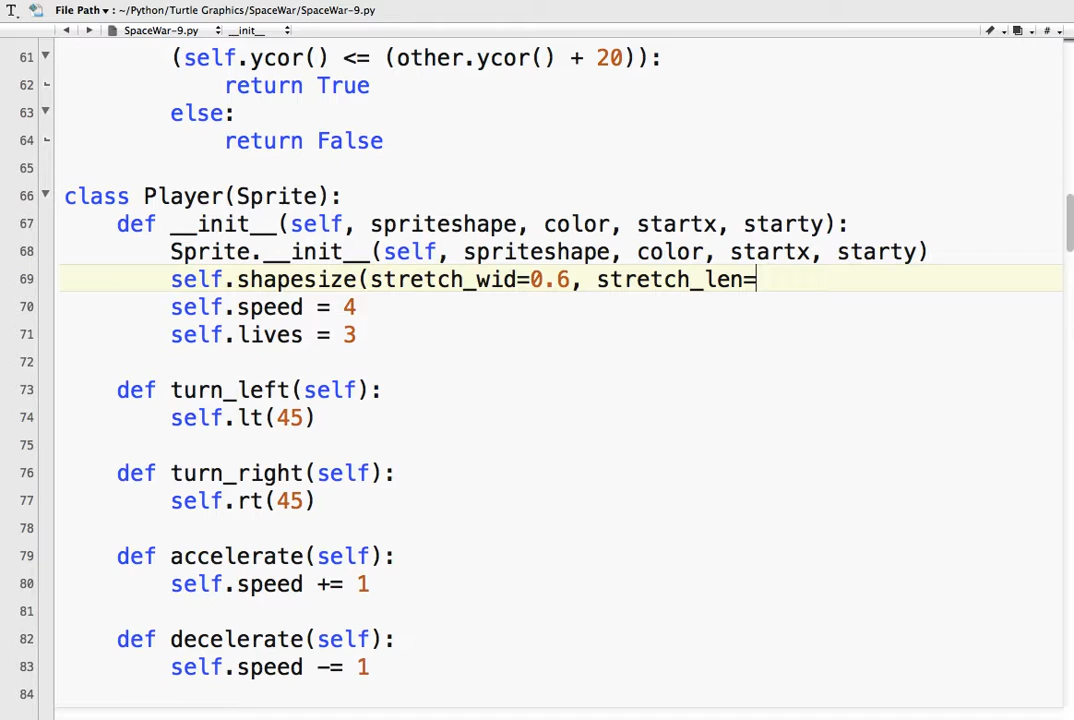 File Path ▾ : ~/Python/Turtle Graphics/SpaceWar/SpaceWar-9.py
SpaceWar-9.py __init__ #
61 (self.ycor() <= (other.ycor() + 20)):
62 return True
63 else:
64 return False
65
66 class Player(Sprite):
67 def __init__(self, spriteshape, color, startx, starty):
68 Sprite.__init__(self, spriteshape, color, startx, starty)
69 self.shapesize(stretch_wid=0.6, stretch_len=
70 self.speed = 4
71 self.lives = 3
72
73 def turn_left(self):
74 self.lt(45)
75
76 def turn_right(self):
77 self.rt(45)
78
79 def accelerate(self):
80 self.speed += 1
81
82 def decelerate(self):
83 self.speed -= 1
84